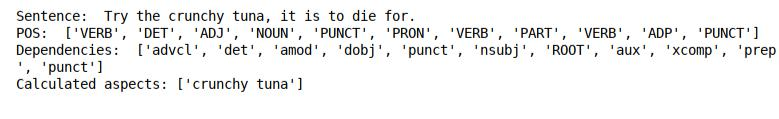 Sentence:  Try the crunchy tuna, it is to die for.
POS:  ['VERB', 'DET', 'ADJ', 'NOUN', 'PUNCT', 'PRON', 'VERB', 'PART', 'VERB', 'ADP', 'PUNCT']
Dependencies:  ['advcl', 'det', 'amod', 'dobj', 'punct', 'nsubj', 'ROOT', 'aux', 'xcomp', 'prep
', 'punct']
Calculated aspects: ['crunchy tuna']